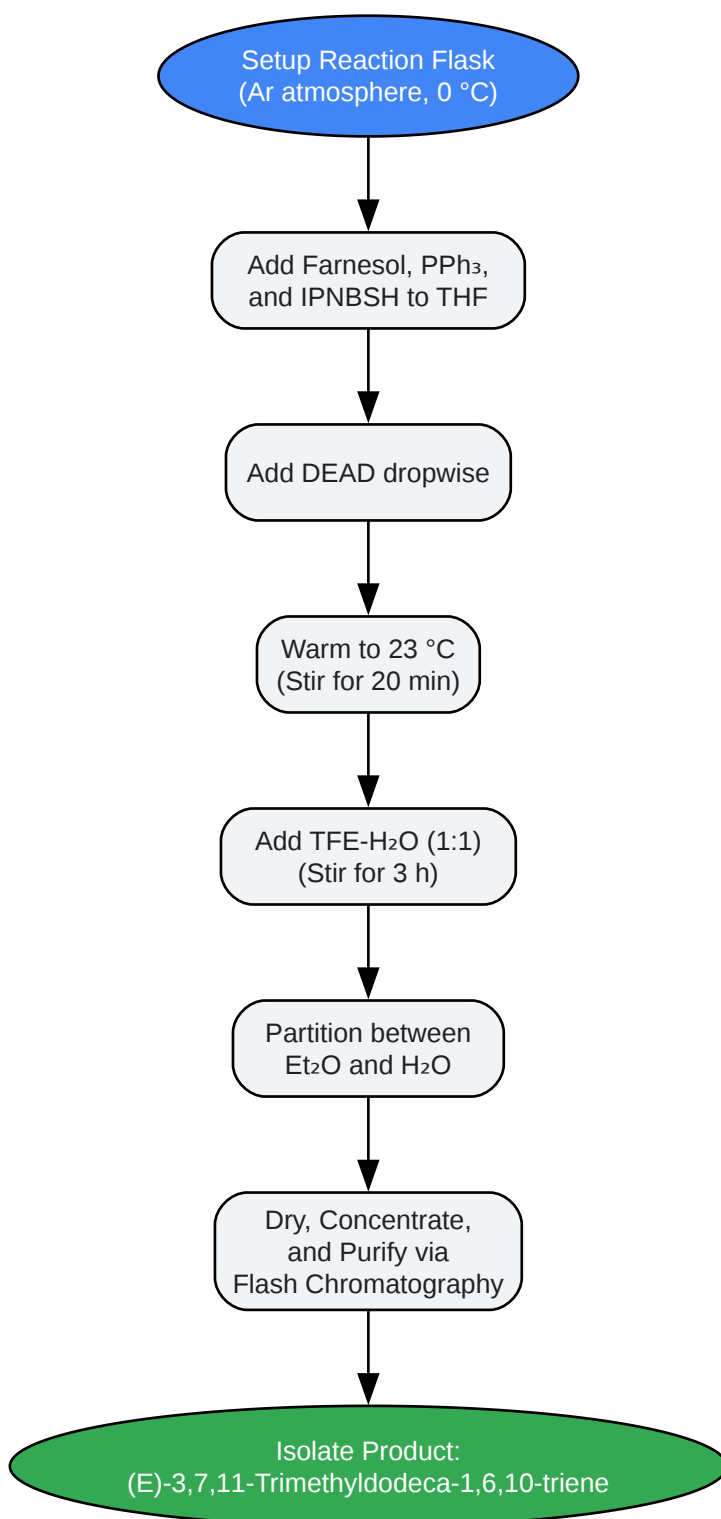 Setup Reaction Flask
(Ar atmosphere, 0 °C)
Add Farnesol, PPh₃,
and IPNBSH to THF
Add DEAD dropwise
Warm to 23 °C
(Stir for 20 min)
Add TFE-H₂O (1:1)
(Stir for 3 h)
Partition between
Et₂O and H₂O
Dry, Concentrate,
and Purify via
Flash Chromatography
Isolate Product:
(E)-3,7,11-Trimethyldodeca-1,6,10-triene